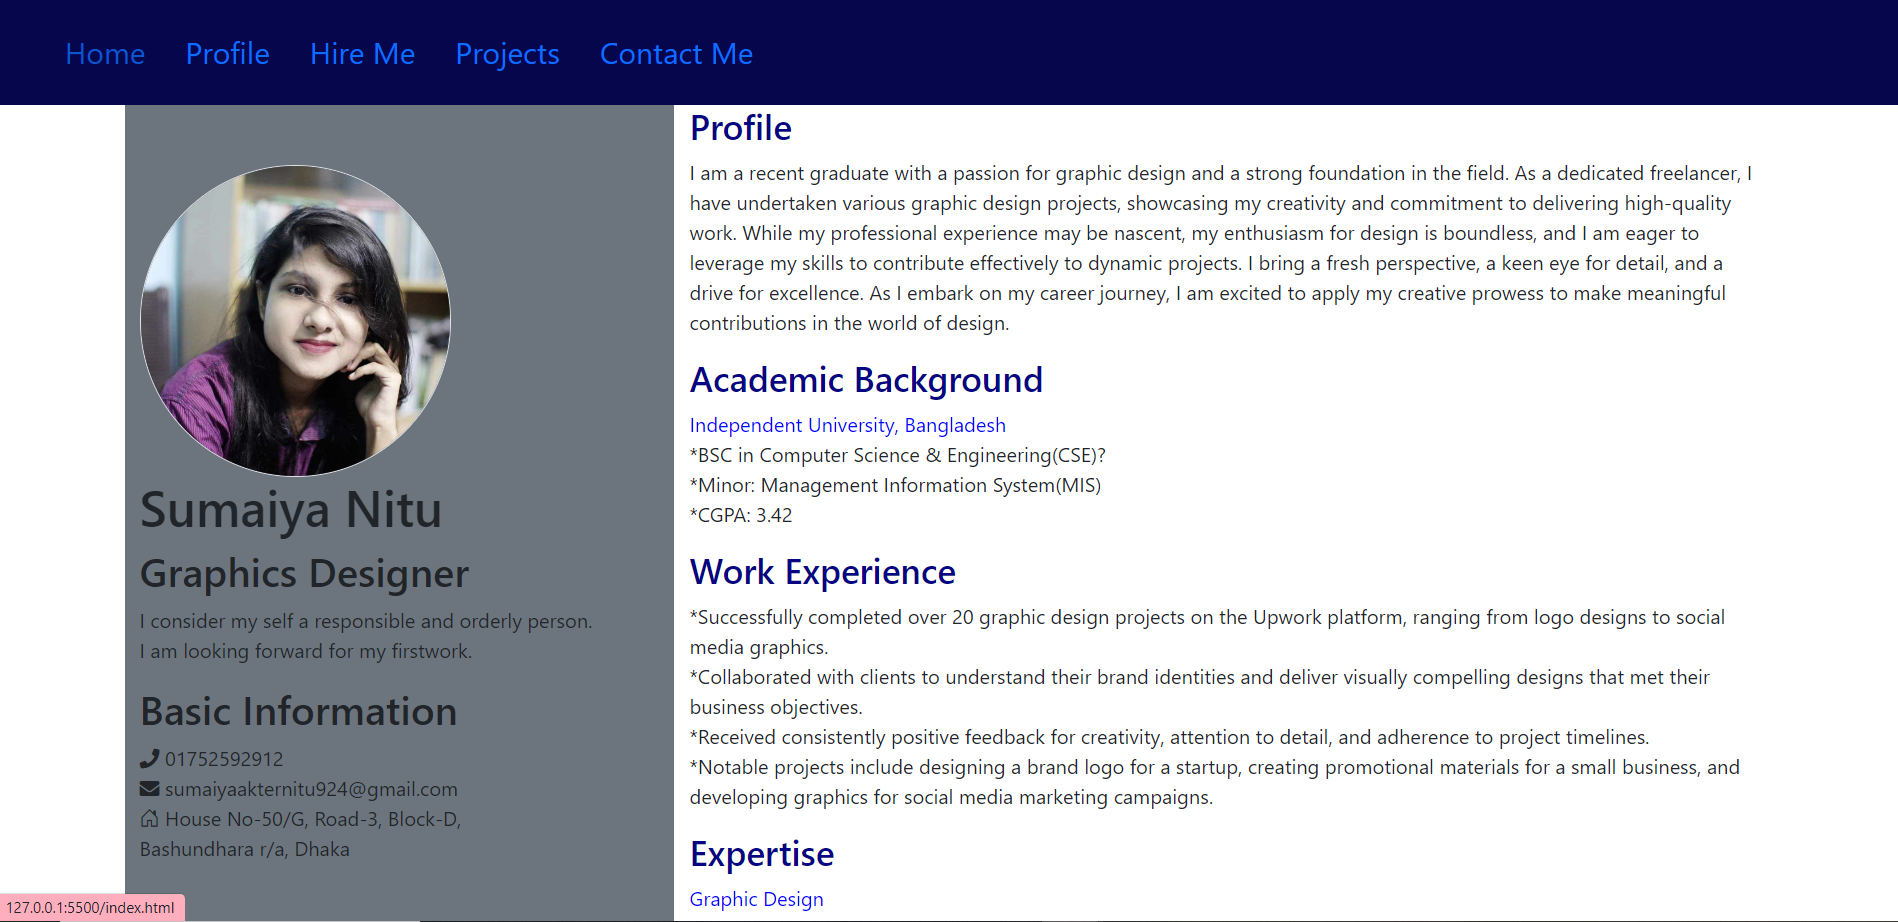 Home Profile Hire Me Projects Contact Me
Sumaiya Nitu
Graphics Designer
I consider my self a responsible and orderly person.
I am looking forward for my firstwork.
Basic Information
01752592912
sumaiyaakternitu924@gmail.com
House No-50/G, Road-3, Block-D,
Bashundhara r/a, Dhaka
Profile
I am a recent graduate with a passion for graphic design and a strong foundation in the field. As a dedicated freelancer, I
have undertaken various graphic design projects, showcasing my creativity and commitment to delivering high-quality
work. While my professional experience may be nascent, my enthusiasm for design is boundless, and I am eager to
leverage my skills to contribute effectively to dynamic projects. I bring a fresh perspective, a keen eye for detail, and a
drive for excellence. As I embark on my career journey, I am excited to apply my creative prowess to make meaningful
contributions in the world of design.
Academic Background
Independent University, Bangladesh
*BSC in Computer Science & Engineering(CSE)?
*Minor: Management Information System(MIS)
*CGPA: 3.42
Work Experience
*Successfully completed over 20 graphic design projects on the Upwork platform, ranging from logo designs to social
media graphics.
*Collaborated with clients to understand their brand identities and deliver visually compelling designs that met their
business objectives.
*Received consistently positive feedback for creativity, attention to detail, and adherence to project timelines.
*Notable projects include designing a brand logo for a startup, creating promotional materials for a small business, and
developing graphics for social media marketing campaigns.
Expertise
Graphic Design
127.0.0.1:5500/index.html